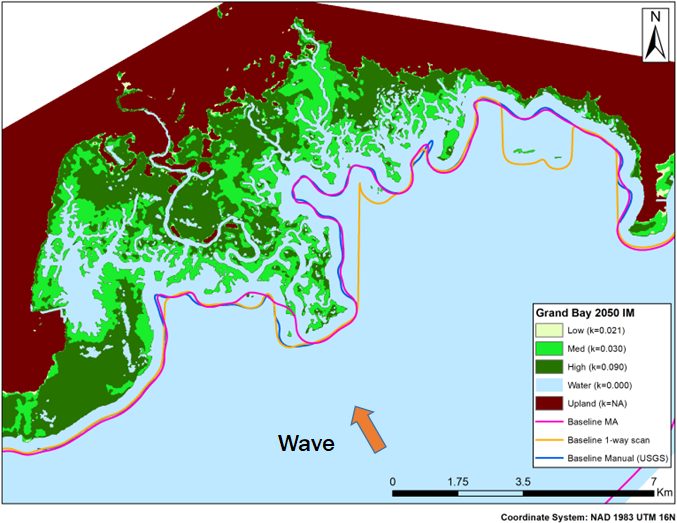 N
Grand Bay 2050 IM
Low (k=0.021)
Med (k=0.030)
High (k=0.090)
Water (k=0.000)
Upland (k=NA)
Baseline MA
Baseline 1-way scan
Baseline Manual (USGS)
Wave
0 1.75 3.5 7
Km
Coordinate System: NAD 1983 UTM 16N